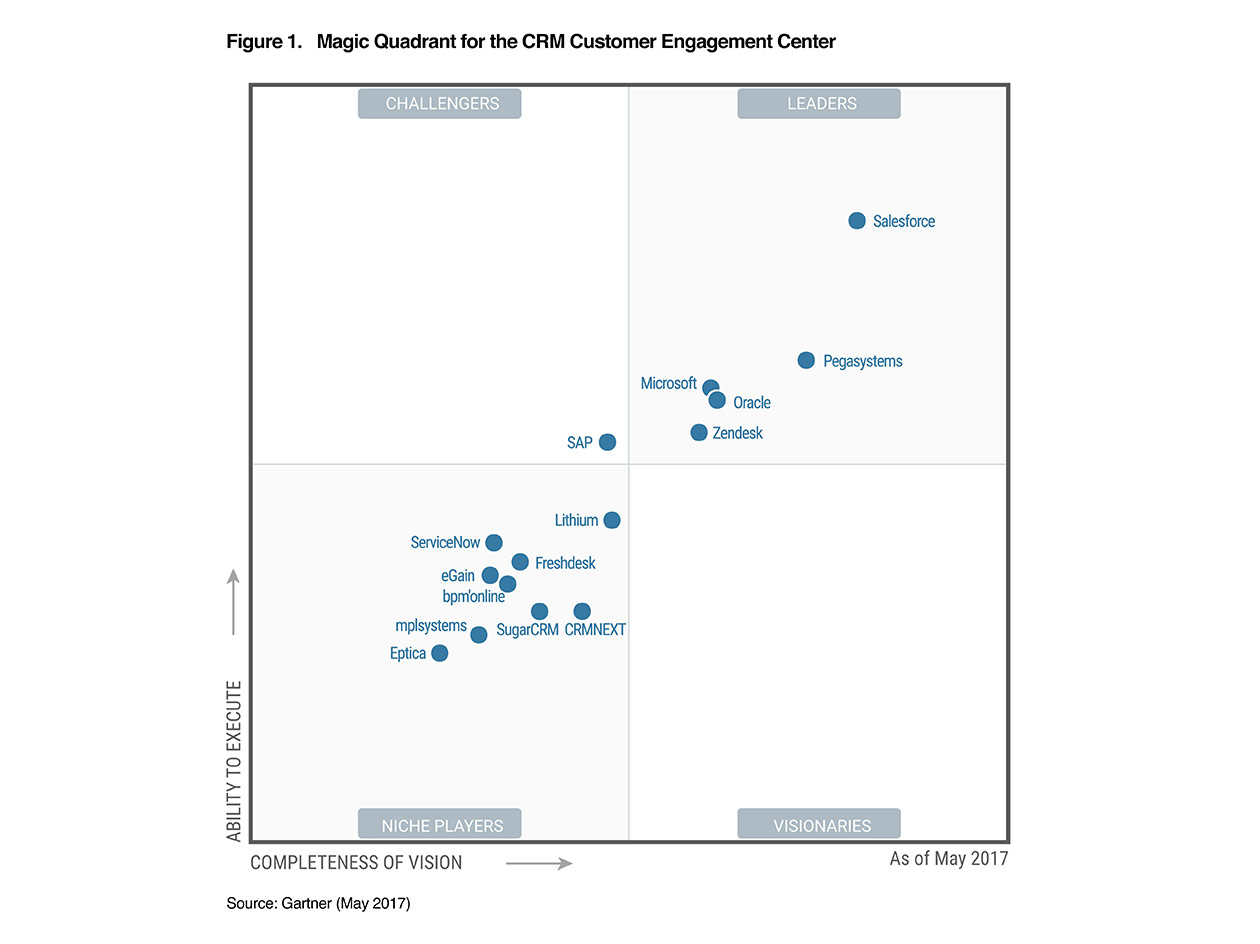 Figure 1. Magic Quadrant for the CRM Customer Engagement Center
CHALLENGERS
LEADERS
Salesforce
Pegasystems
Microsoft
Oracle
Zendesk
SAP
Lithium
ServiceNow
Freshdesk
eGain
bpm'online
mplsystems
SugarCRM
CRMNEXT
Eptica
NICHE PLAYERS
VISIONARIES
ABILITY TO EXECUTE
COMPLETENESS OF VISION
As of May 2017
Source: Gartner (May 2017)